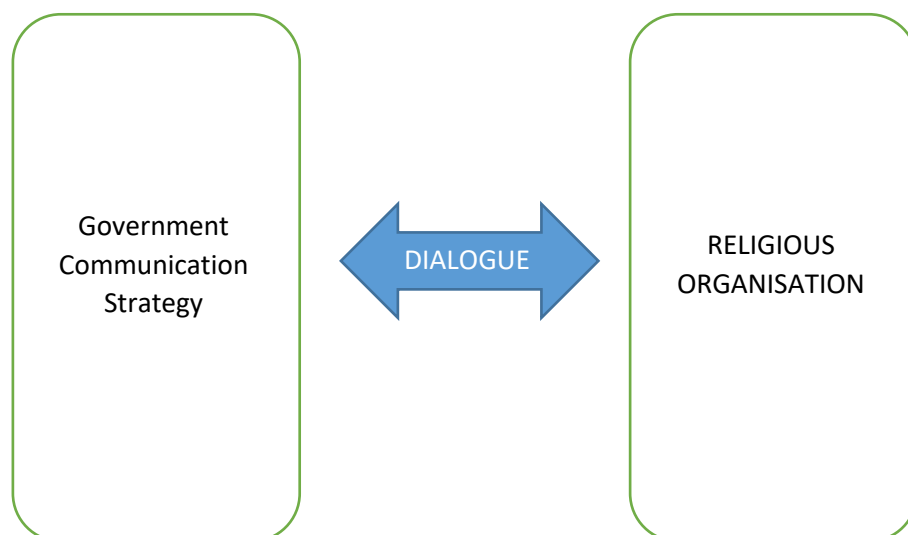 Government
Communication
Strategy
DIALOGUE
RELIGIOUS
ORGANISATION